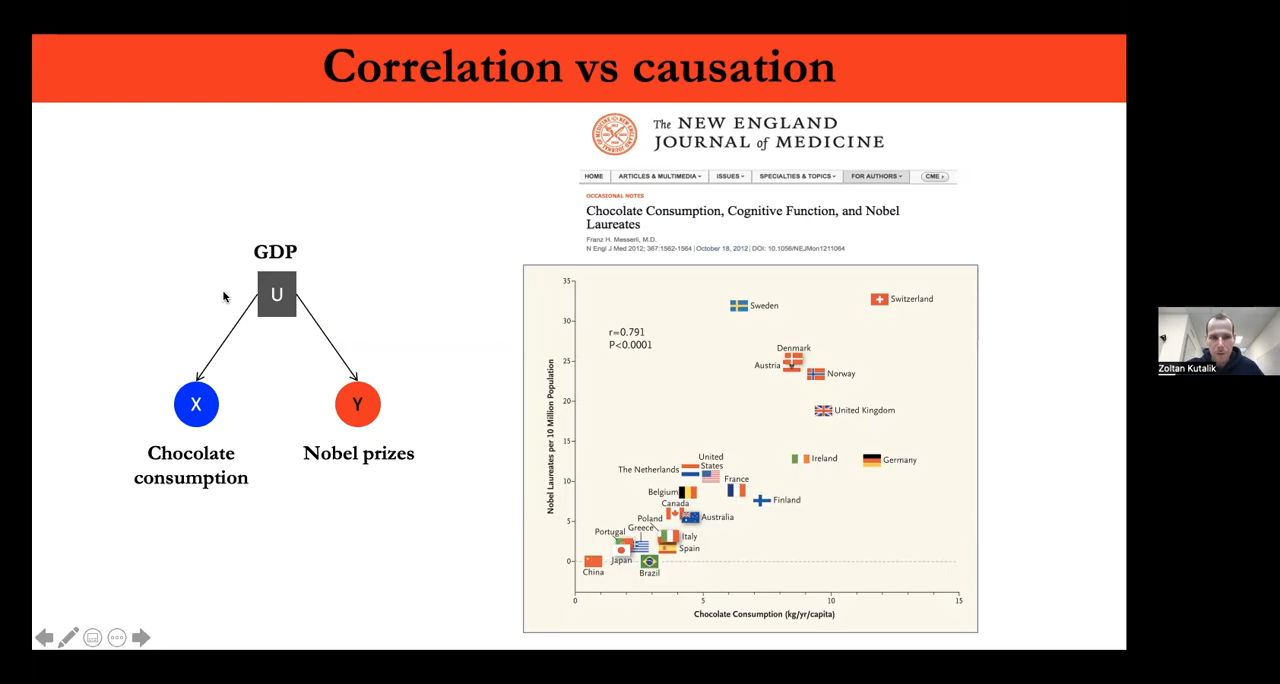 Correlation vs causation
The NEW ENGLAND
JOURNAL of MEDICINE
HOME
ARTICLES & MULTIMEDIA
ISSUES
SPECIALTIES & TOPICS
FOR AUTHORS
CME
OCCASIONAL NOTES
Chocolate Consumption, Cognitive Function, and Nobel
Laureates
Franz H. Messerli, M.D.
N Engl J Med 2012; 367:1562-1564 | October 18, 2012 | DOI: 10.1056/NEJMon1211064
GDP
U
X
Y
Chocolate
consumption
Nobel prizes
Nobel Laureates per 10 Million Population
35
30
25
20
15
10
5
0
r=0.791
P<0.0001
Sweden
Switzerland
Denmark
Austria
Norway
United Kingdom
Ireland
Germany
United
States
The Netherlands
France
Belgium
Finland
Canada
Australia
Poland
Portugal
Greece
Italy
Spain
Japan
China
Brazil
0
5
10
15
Chocolate Consumption (kg/yr/capita)
Zoltan Kutalik